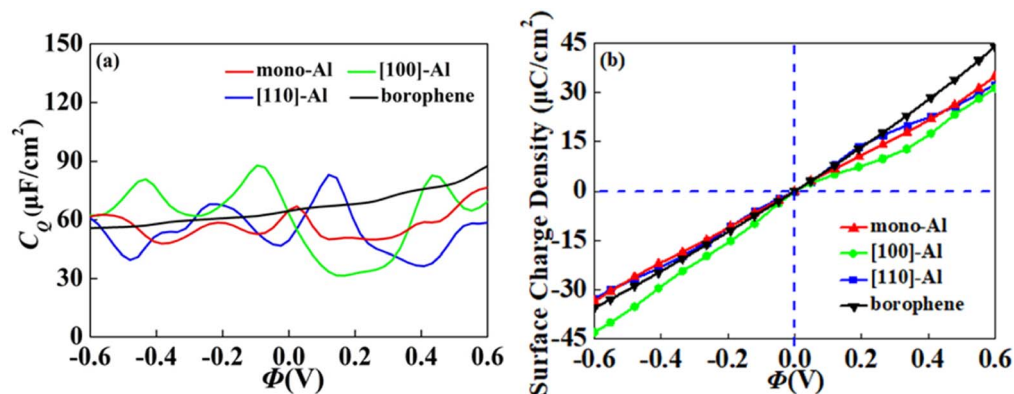 (a)
C_Q (μF/cm²)
150
120
90
60
30
0
mono-Al
[100]-Al
[110]-Al
borophene
-0.6 -0.4 -0.2 0.0 0.2 0.4 0.6
Φ(V)
(b)
Surface Charge Density (μC/cm²)
45
30
15
0
-15
-30
-45
mono-Al
[100]-Al
[110]-Al
borophene
-0.6 -0.4 -0.2 0.0 0.2 0.4 0.6
Φ(V)